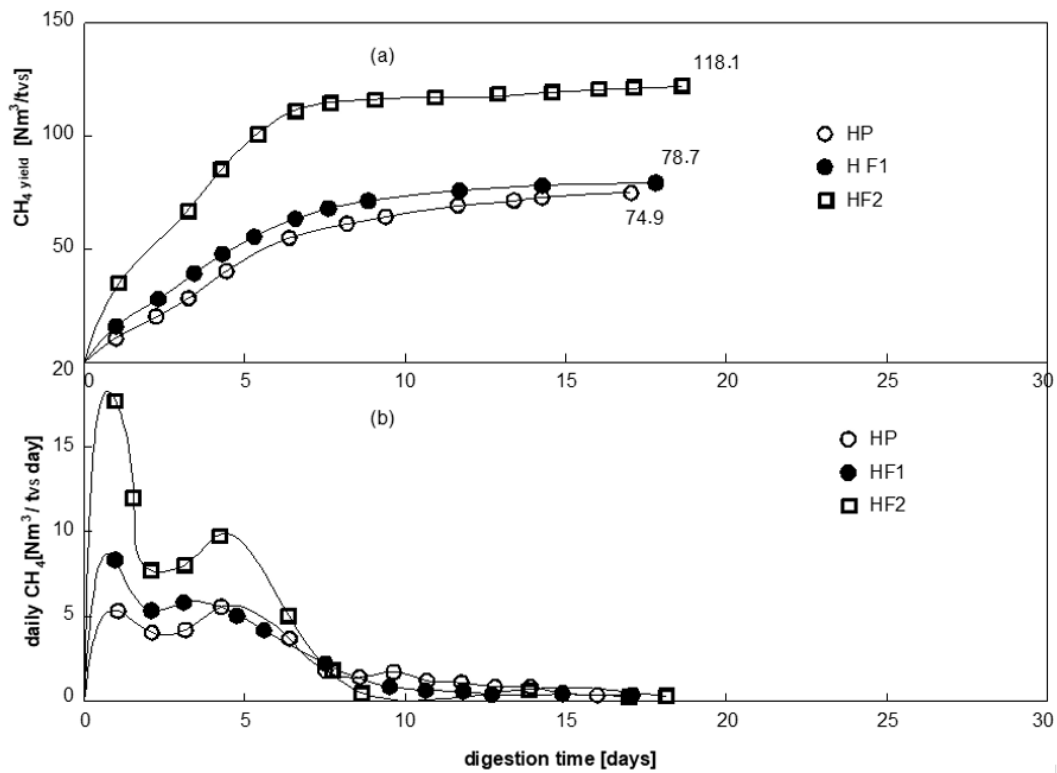 150
(a)
118.1
HP
100
H F1
78.7
HF2
50
74.9
CH4 yield [Nm³/tvs]
20
0 5 10 15 20 25 30
(b)
HP
15
HF1
HF2
10
5
0
daily CH4[Nm³/ tvs day]
0 5 10 15 20 25 30
digestion time [days]